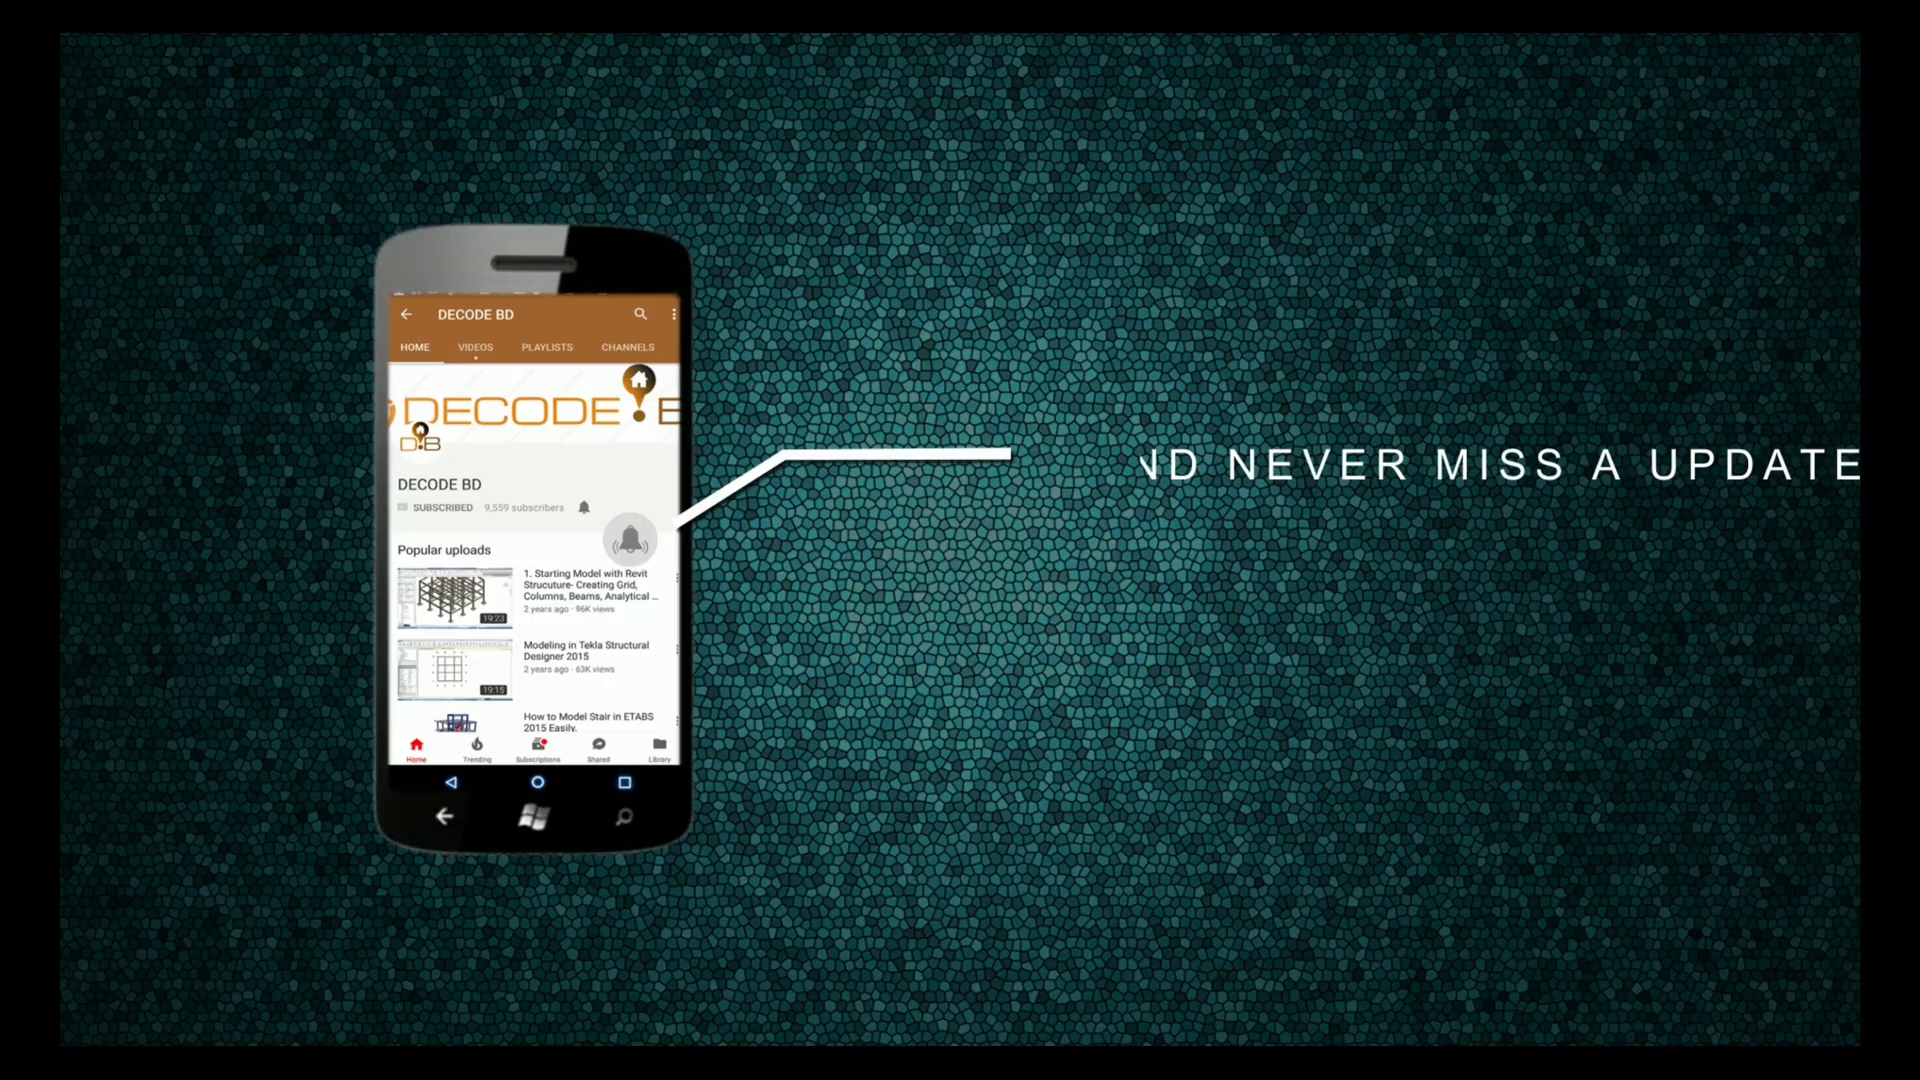 DECODE BD
HOME VIDEOS PLAYLISTS CHANNELS
DECODE B
D B
DECODE BD
SUBSCRIBED 9,559 subscribers
Popular uploads
1. Starting Model with Revit
Strucuture- Creating Grid,
Columns, Beams, Analytical ...
2 years ago · 96K views
19:23
Modeling in Tekla Structural
Designer 2015
2 years ago · 63K views
19:15
How to Model Stair in ETABS
2015 Easily.
Home Trending Subscriptions Shared Library
ND NEVER MISS A UPDATE